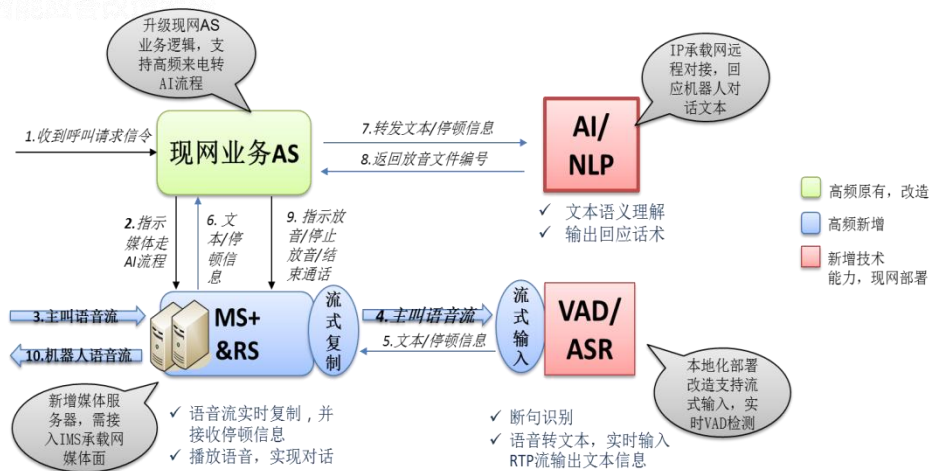 升级现网AS
业务逻辑，支
持高频来电转
AI流程
IP承载网远
程对接，回
应机器人对
话文本
1.收到呼叫请求信令
现网业务AS
7.转发文本/停顿信息
8.返回放音文件编号
AI/
NLP
高频原有，改造
高频新增
新增技术
能力，现网部署
✓ 文本语义理解
✓ 输出回应话术
2.指示
媒体走
AI流程
6. 文
本/停
顿信
息
9. 指示放
音/停止
放音/结
束通话
3.主叫语音流
10.机器人语音流
MS+
&RS
流
式
复
制
4.主叫语音流
5.文本/停顿信息
流
式
输
入
VAD/
ASR
新增媒体服
务器，需接
入IMS承载网
媒体面
✓ 语音流实时复制，并
接收停顿信息
✓ 播放语音，实现对话
✓ 断句识别
✓ 语音转文本，实时输入
RTP流输出文本信息
本地化部署
改造支持流
式输入，实
时VAD检测